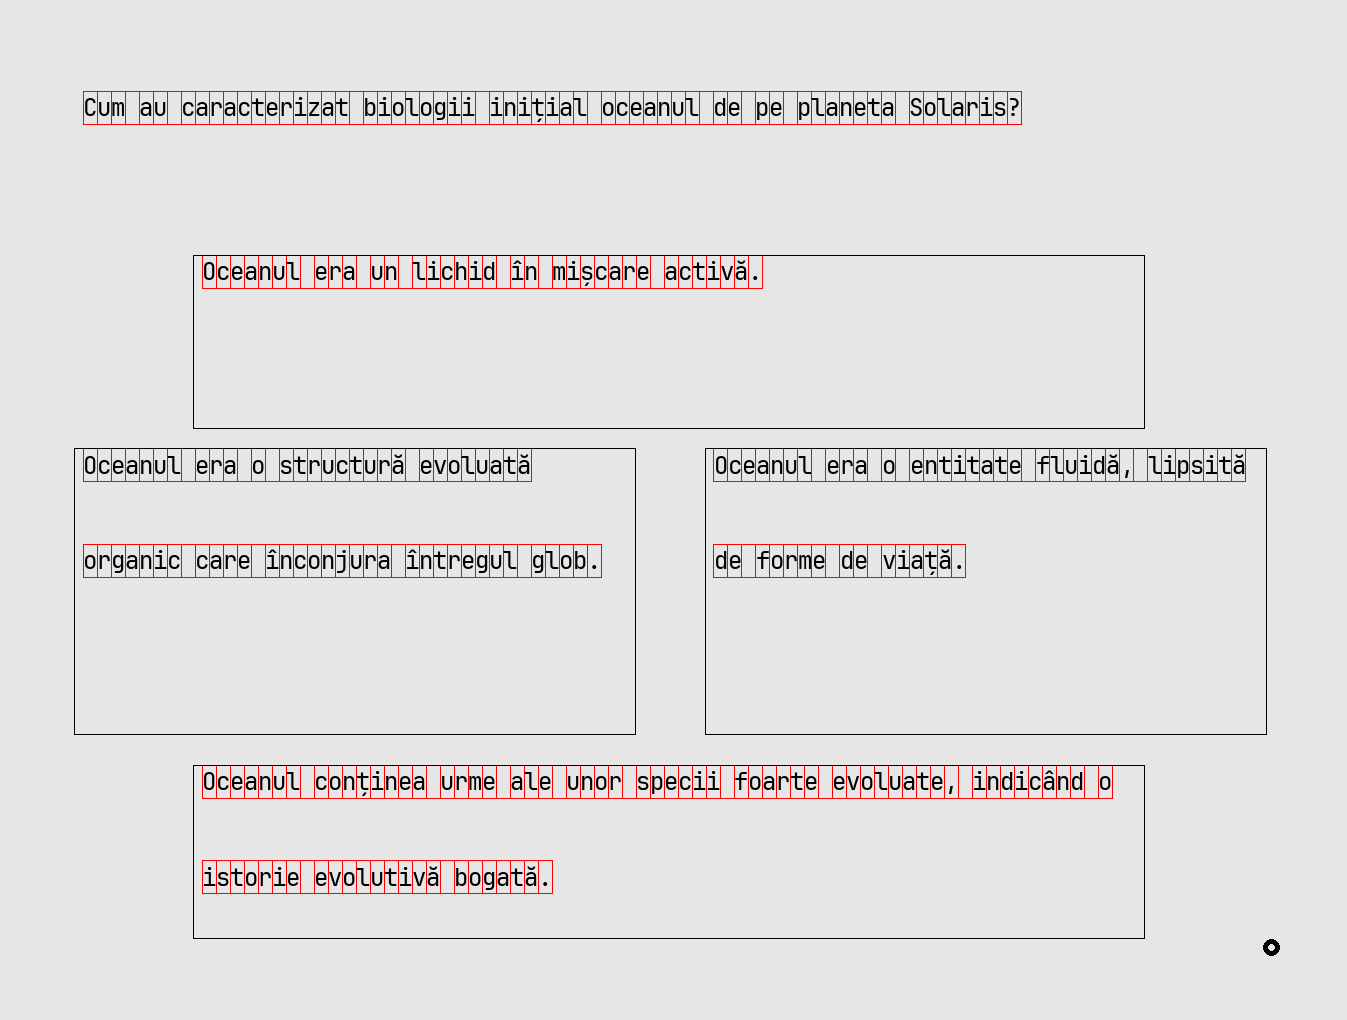 Cum au caracterizat biologii inițial oceanul de pe planeta Solaris?
Oceanul era un lichid în mișcare activă.
Oceanul era o structură evoluată
organic care înconjura întregul glob.
Oceanul era o entitate fluidă, lipsită
de forme de viață.
Oceanul conținea urme ale unor specii foarte evoluate, indicând o
istorie evolutivă bogată.